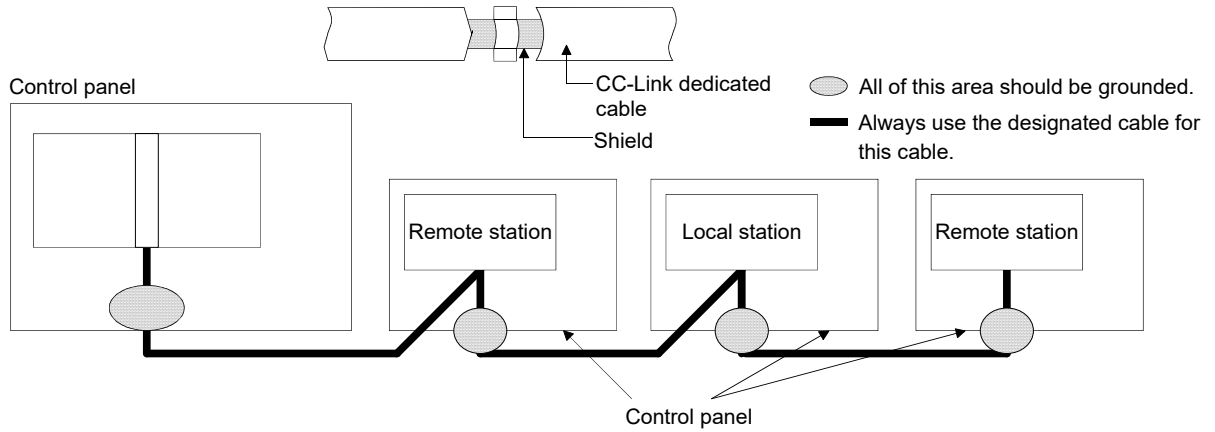 CC-Link dedicated
cable
Shield
Control panel
All of this area should be grounded.
Always use the designated cable for
this cable.
Remote station
Local station
Remote station
Control panel